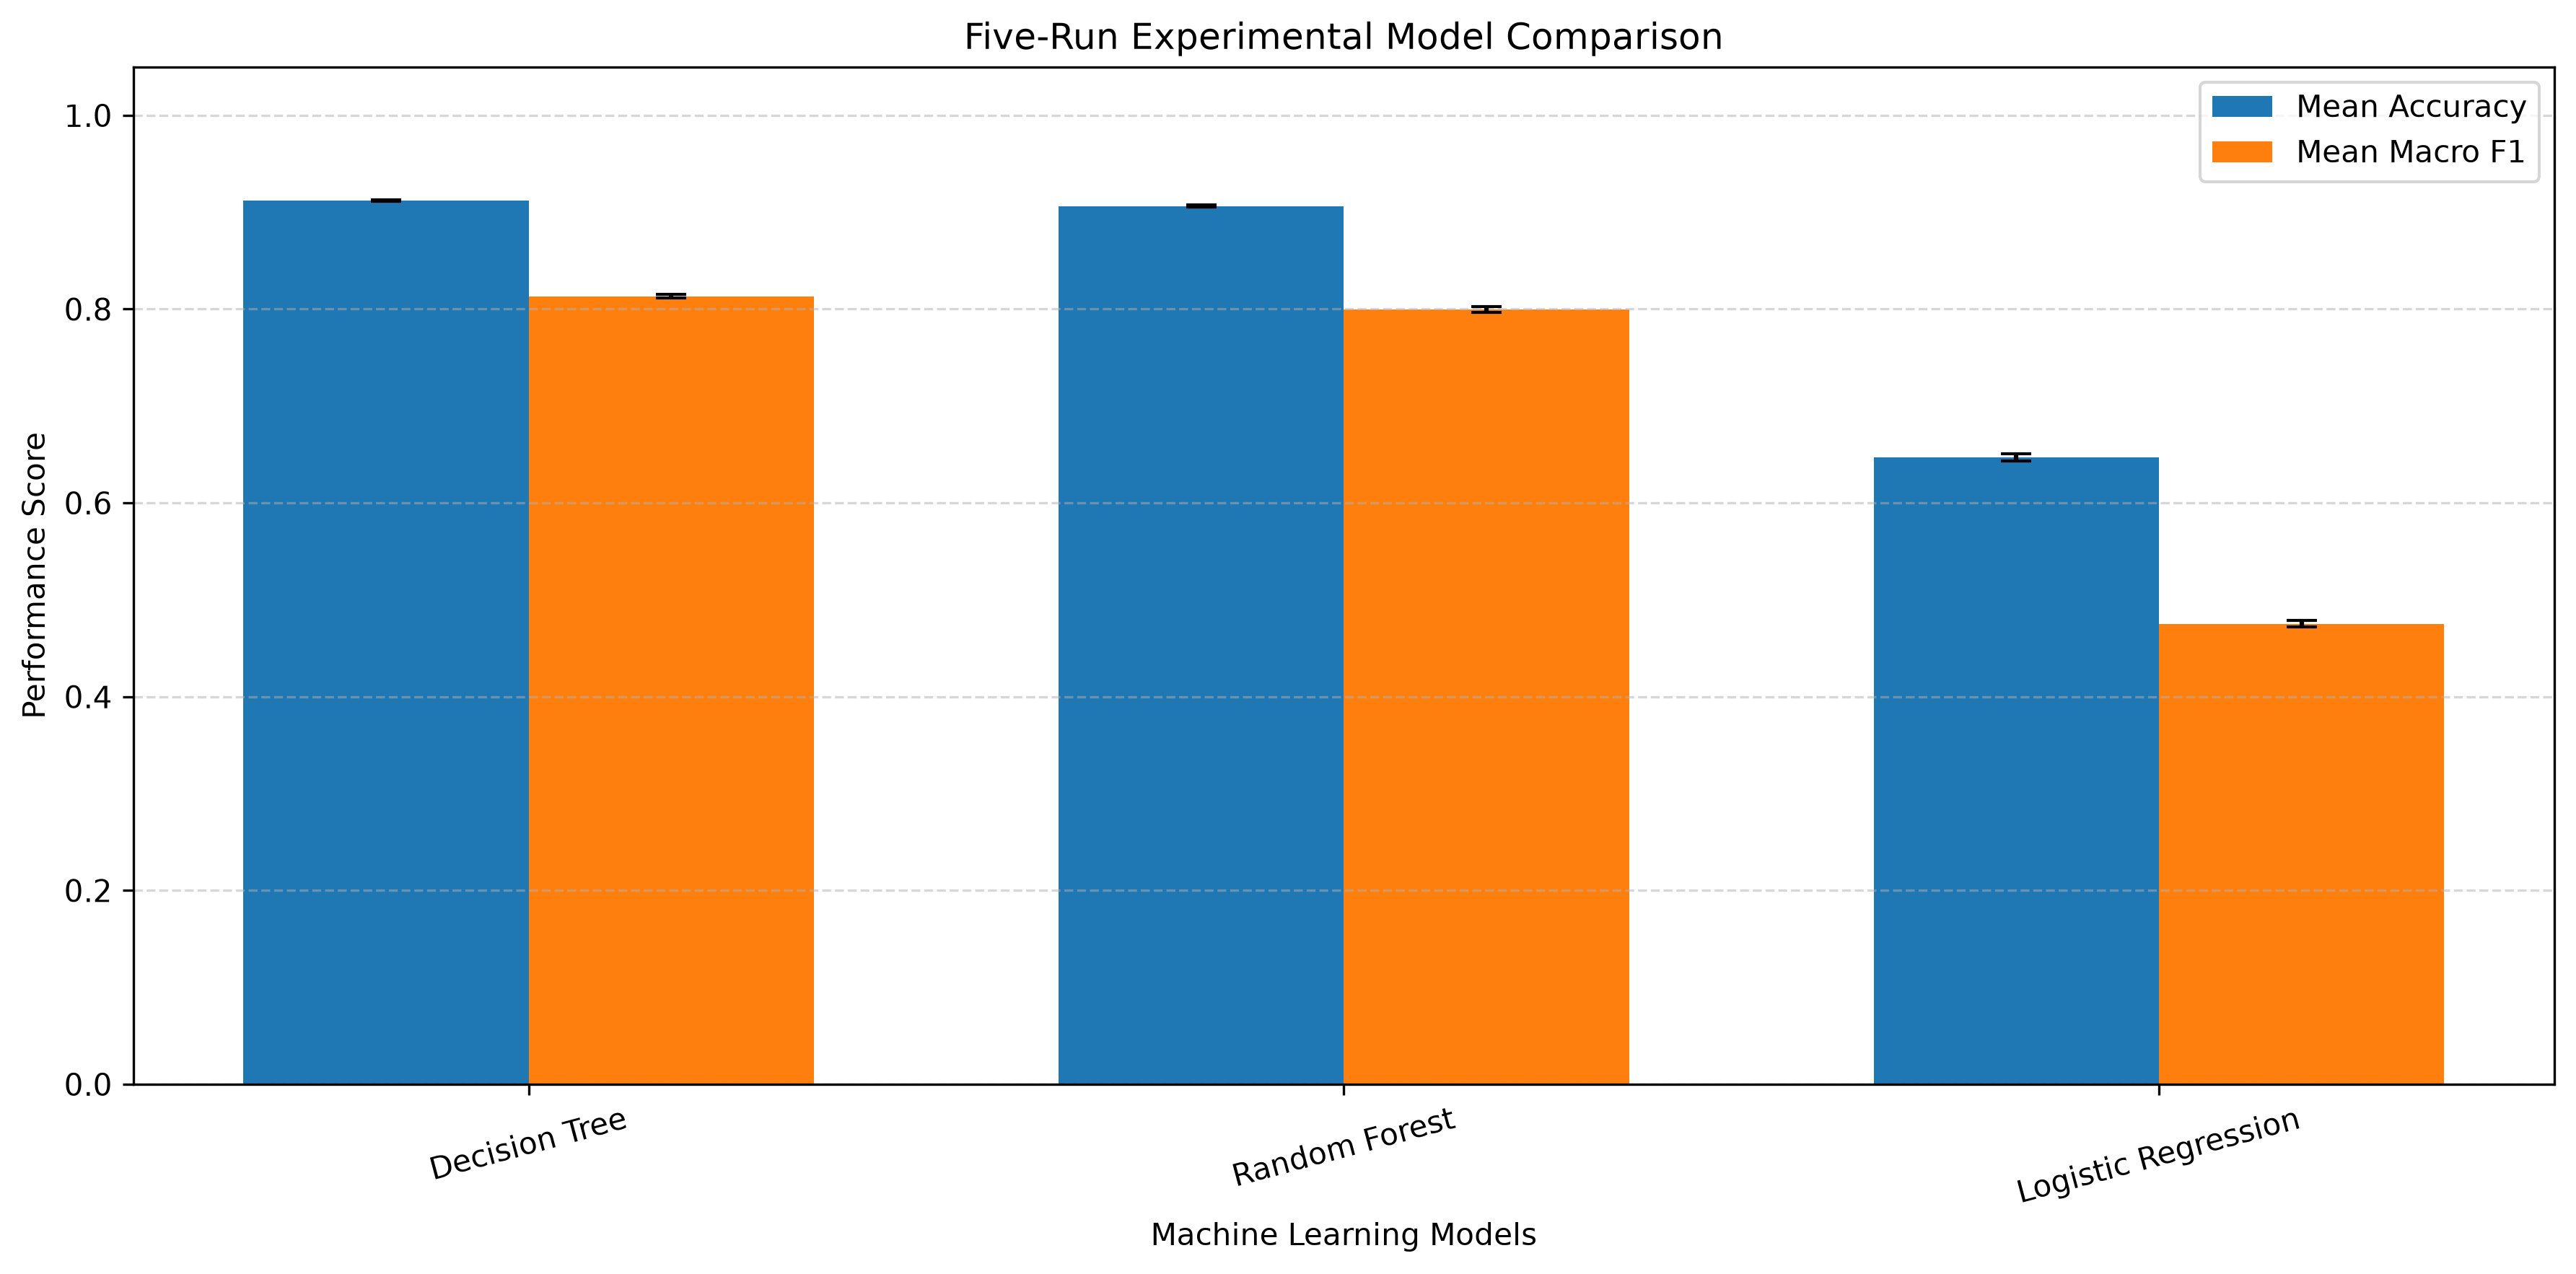 Five-Run Experimental Model Comparison
Mean Accuracy
Mean Macro F1
Performance Score
1.0
0.8
0.6
0.4
0.2
0.0
Decision Tree
Random Forest
Logistic Regression
Machine Learning Models